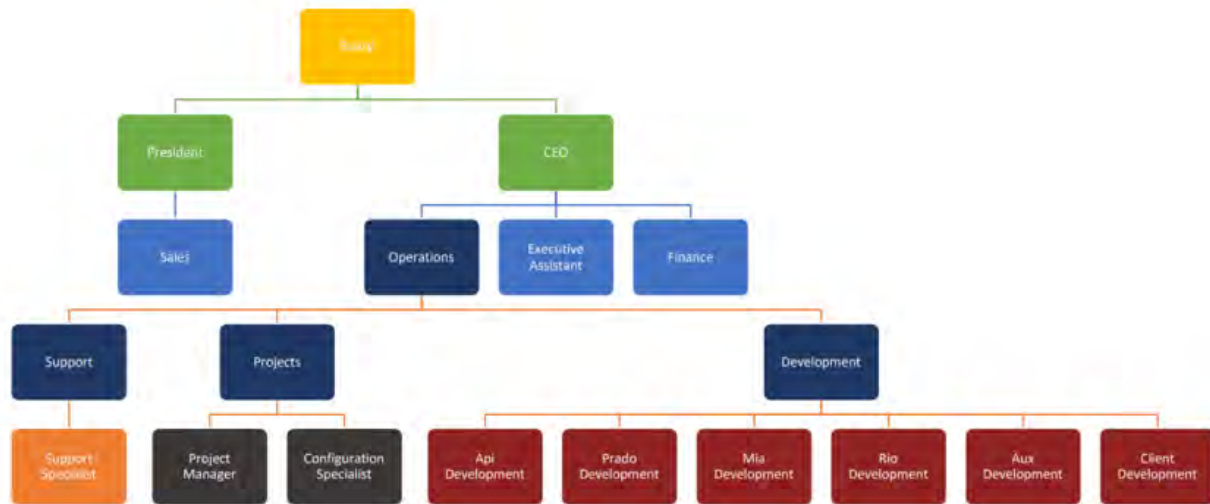 President
CEO
Sales
Operations
Executive
Assistant
Finance
Support
Projects
Development
Support
Specialist
Project
Manager
Configuration
Specialist
Api
Development
Prado
Development
Mia
Development
Rio
Development
Aux
Development
Client
Development